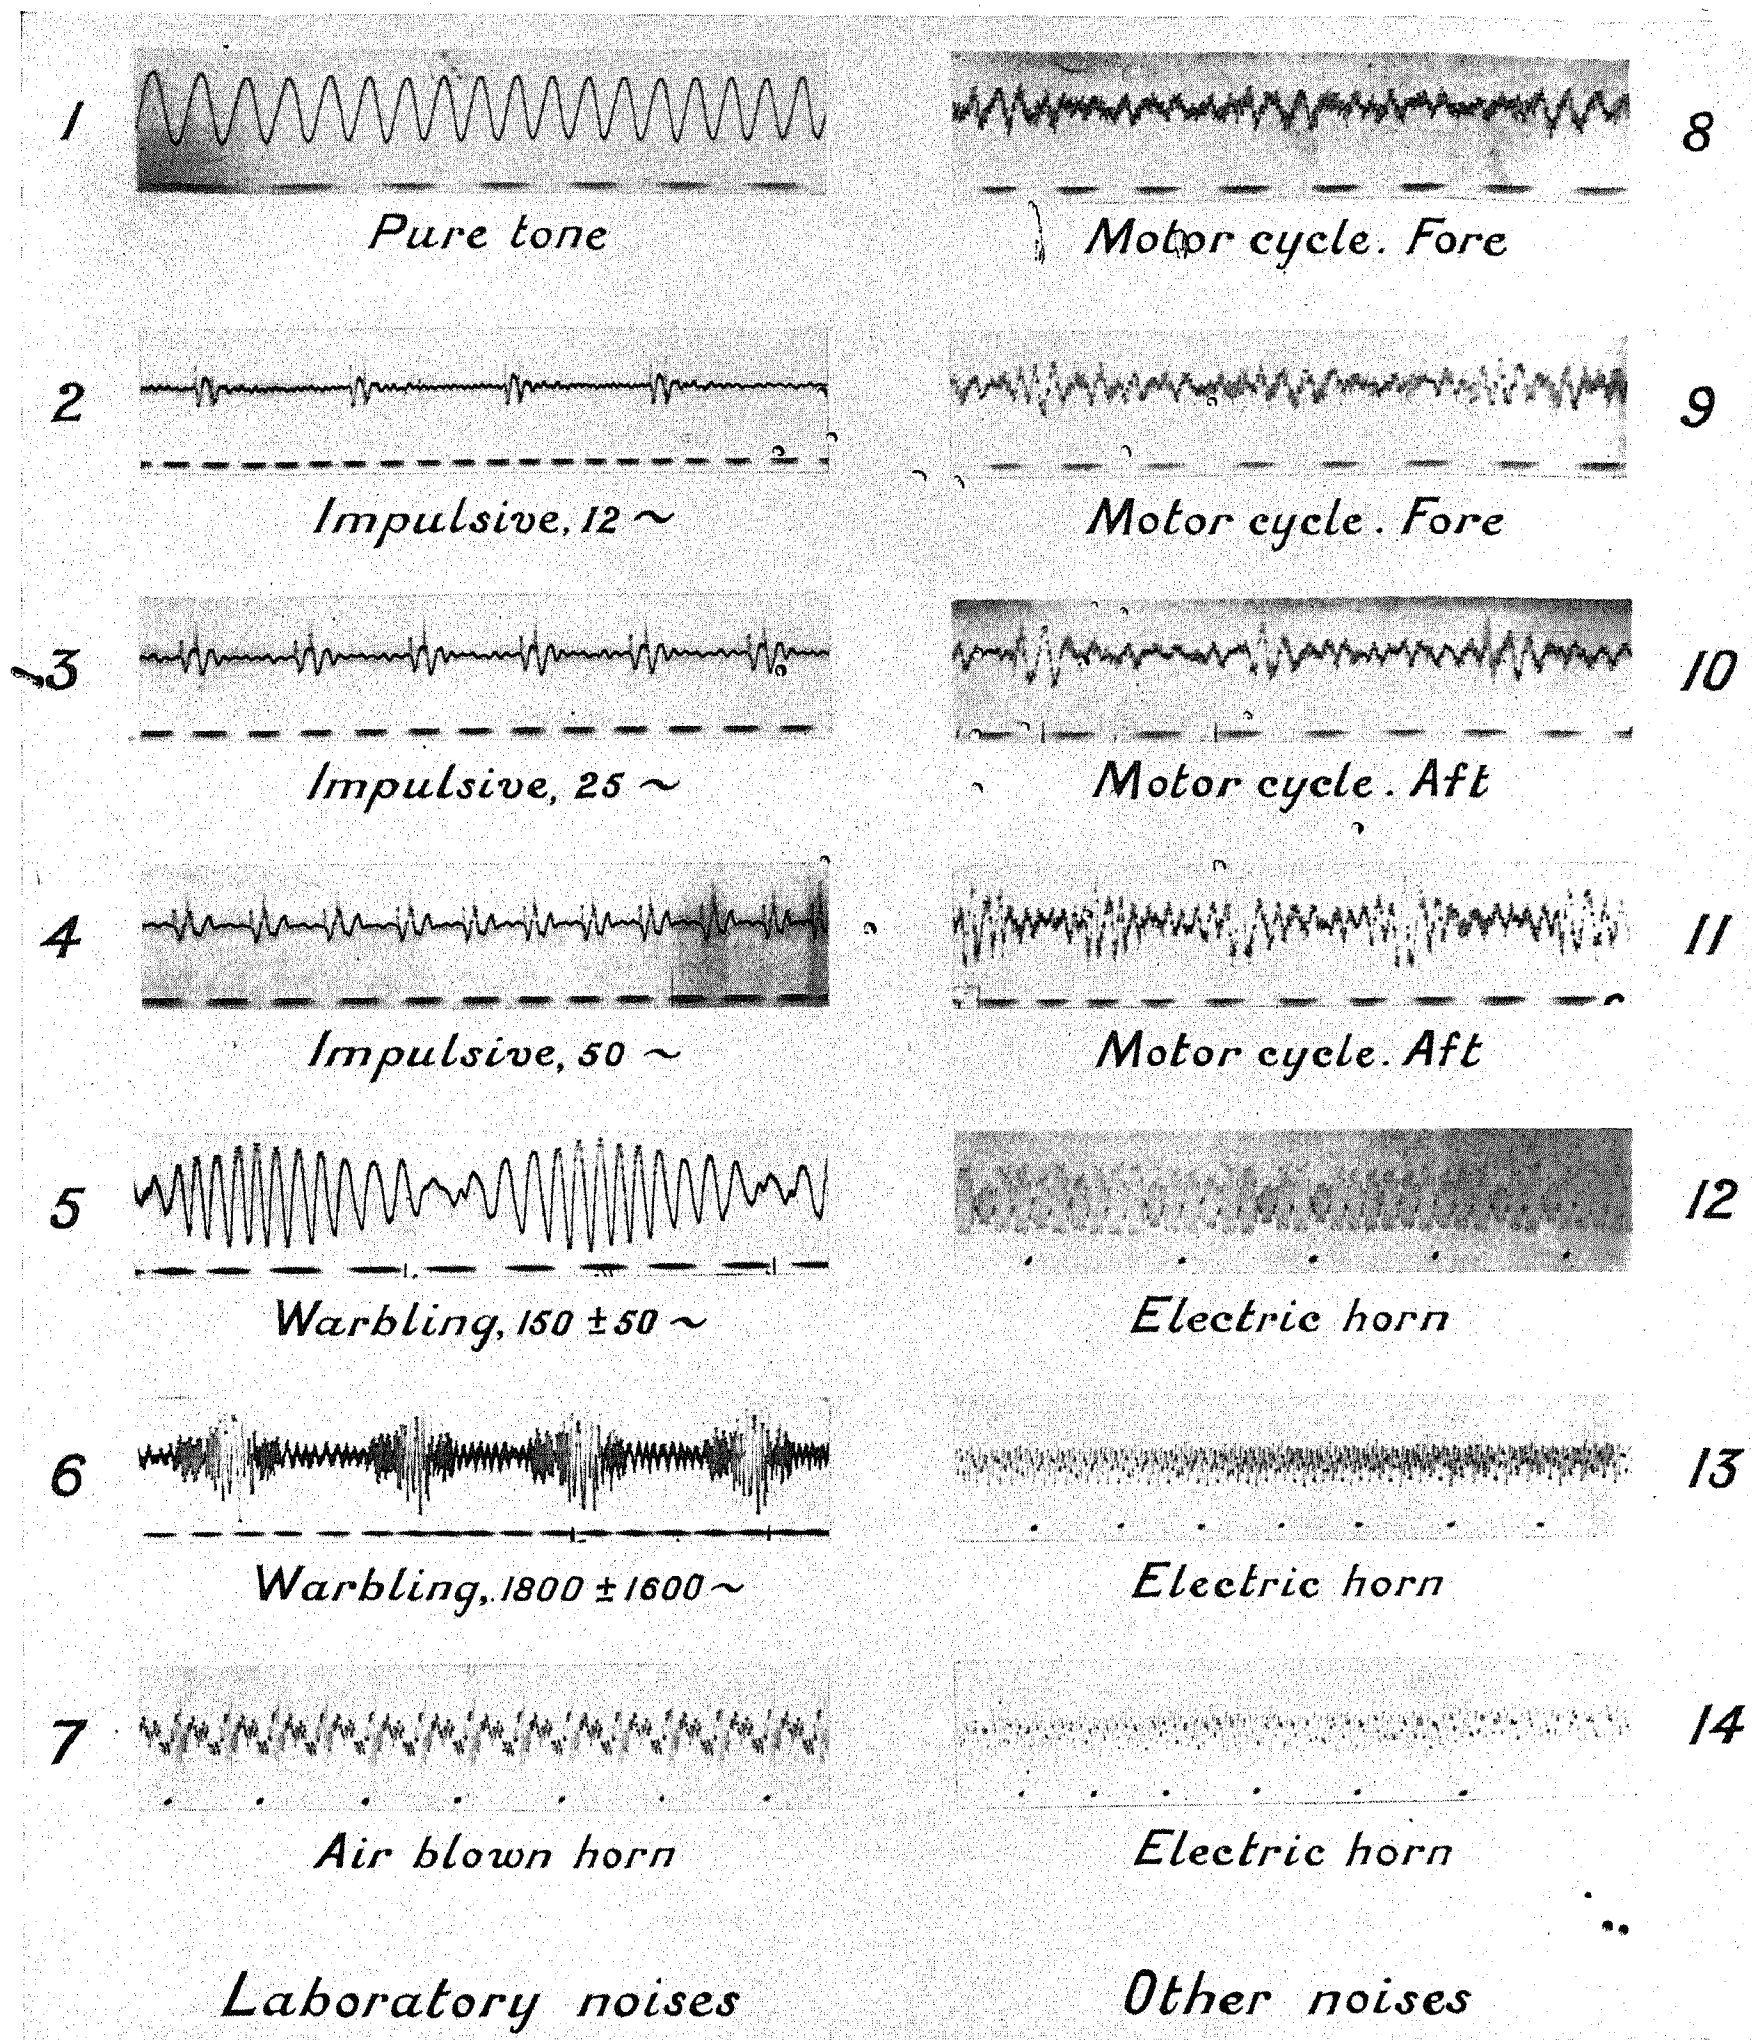 1
Pure tone
2
Impulsive, 12 ~
3
Impulsive, 25 ~
4
Impulsive, 50 ~
5
Warbling, 150 ± 50 ~
6
Warbling, 1800 ± 1600 ~
7
Air blown horn
Laboratory noises
8
Motor cycle. Fore
9
Motor cycle. Fore
10
Motor cycle. Aft
11
Motor cycle. Aft
12
Electric horn
13
Electric horn
14
Electric horn
Other noises